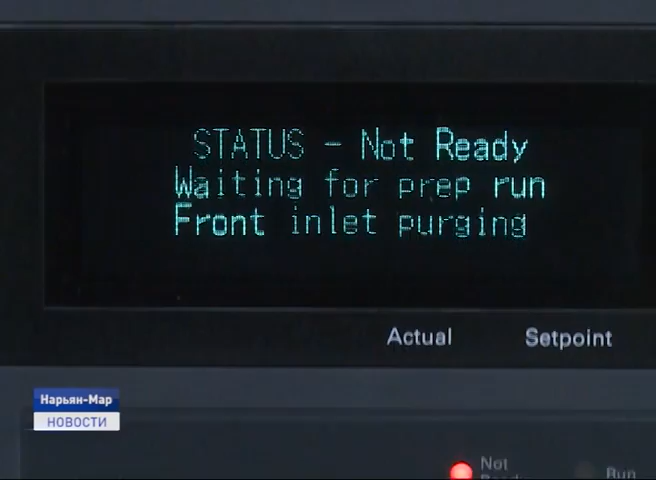 STATUS - Not Ready
Waiting for prep run
Front inlet purging
Actual Setpoint
Нарьян-Мар
НОВОСТИ
Not
Ready
Run